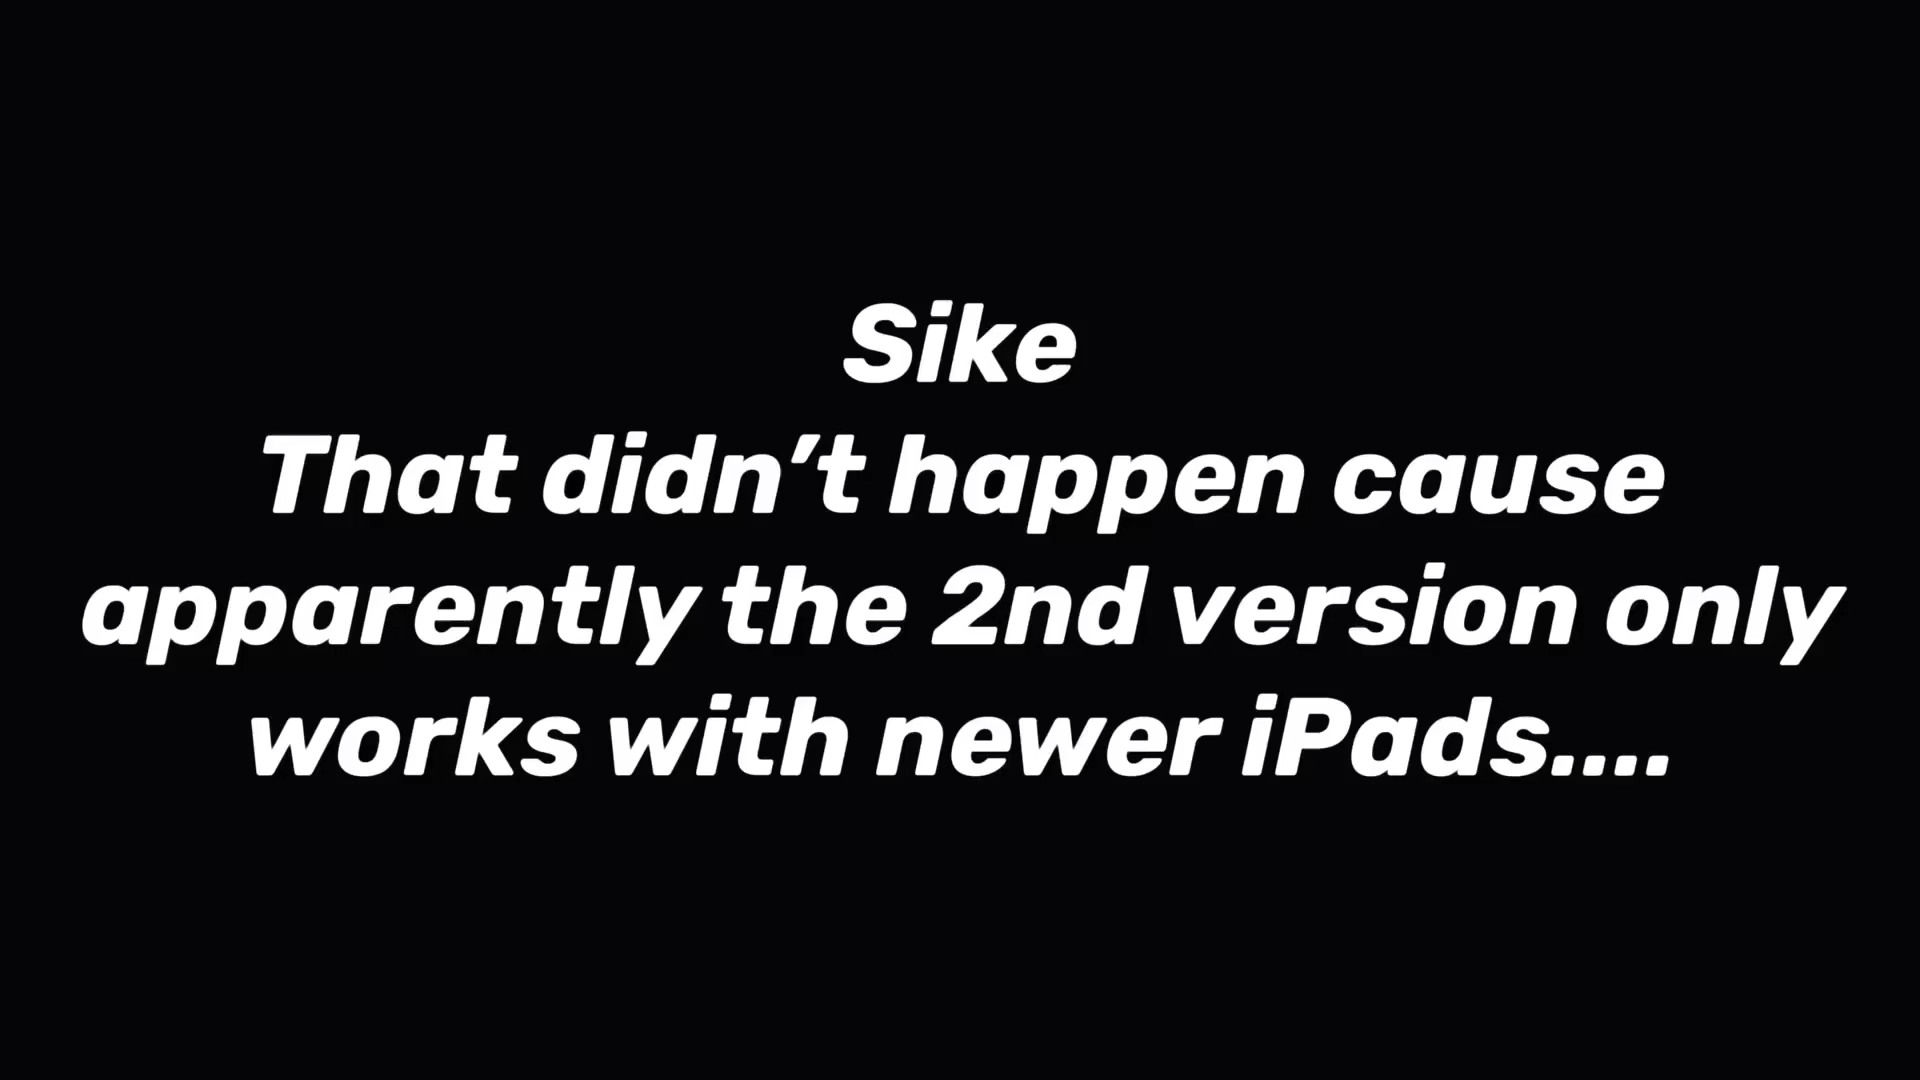 Sike
That didn’t happen cause
apparently the 2nd version only
works with newer iPads....